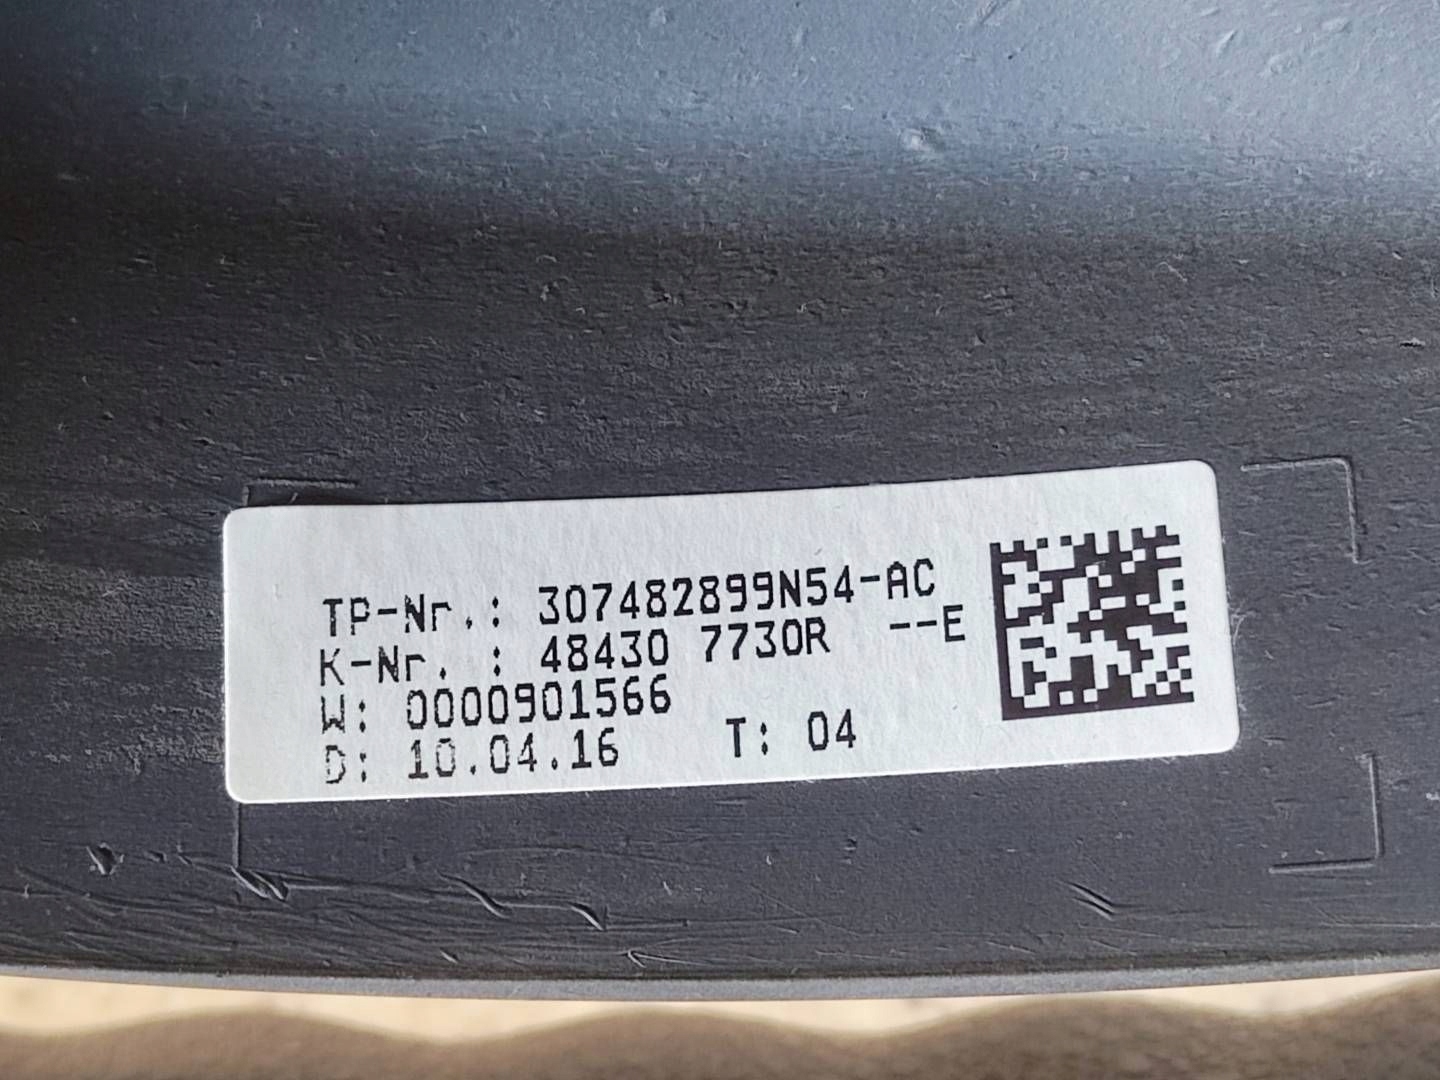 TP-Nr.: 307482899N54-AC
K-Nr. : 48430 7730R --E
W: 0000901566
D: 10.04.16 T: 04